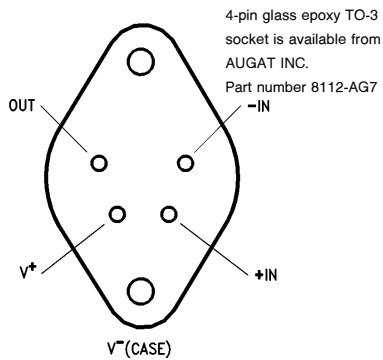 4-pin glass epoxy TO-3
socket is available from
AUGAT INC.
Part number 8112-AG7
OUT
-IN
V+
+IN
V-(CASE)